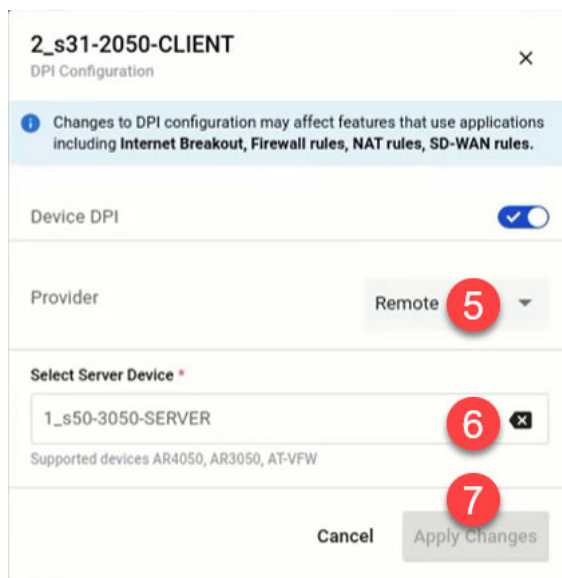 2_s31-2050-CLIENT
DPI Configuration
Changes to DPI configuration may affect features that use applications
including Internet Breakout, Firewall rules, NAT rules, SD-WAN rules.
Device DPI
Provider
Remote 5
Select Server Device *
1_s50-3050-SERVER 6
Supported devices AR4050, AR3050, AT-VFW
7
Cancel Apply Changes